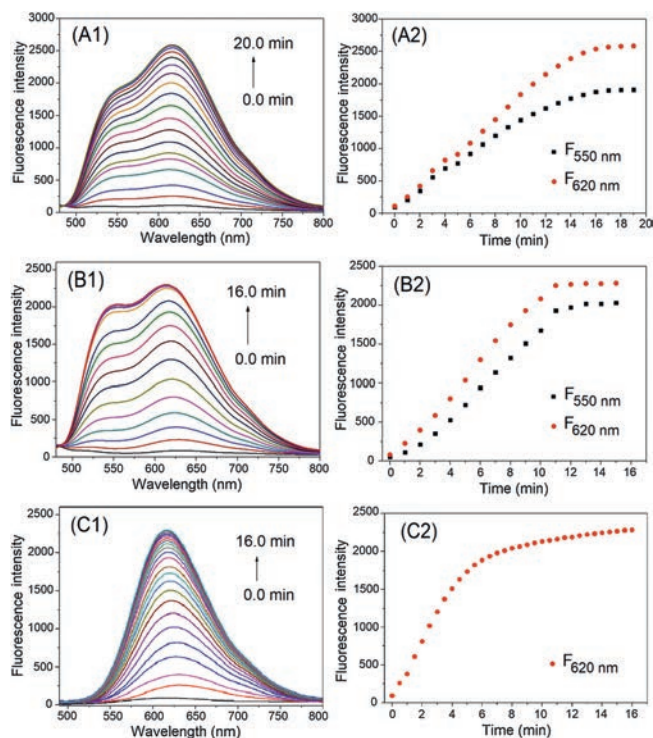 (A1)
20.0 min
0.0 min
Fluorescence intensity
3000
2500
2000
1500
1000
500
0
500 550 600 650 700 750 800
Wavelength (nm)
(A2)
F550 nm
F620 nm
Fluorescence intensity
3000
2500
2000
1500
1000
500
0
0 2 4 6 8 10 12 14 16 18 20
Time (min)
(B1)
16.0 min
0.0 min
Fluorescence intensity
2500
2000
1500
1000
500
0
500 550 600 650 700 750 800
Wavelength (nm)
(B2)
F550 nm
F620 nm
Fluorescence intensity
2500
2000
1500
1000
500
0
0 2 4 6 8 10 12 14 16
Time (min)
(C1)
16.0 min
0.0 min
Fluorescence intensity
2500
2000
1500
1000
500
0
500 550 600 650 700 750 800
Wavelength (nm)
(C2)
F620 nm
Fluorescence intensity
2500
2000
1500
1000
500
0
0 2 4 6 8 10 12 14 16
Time (min)